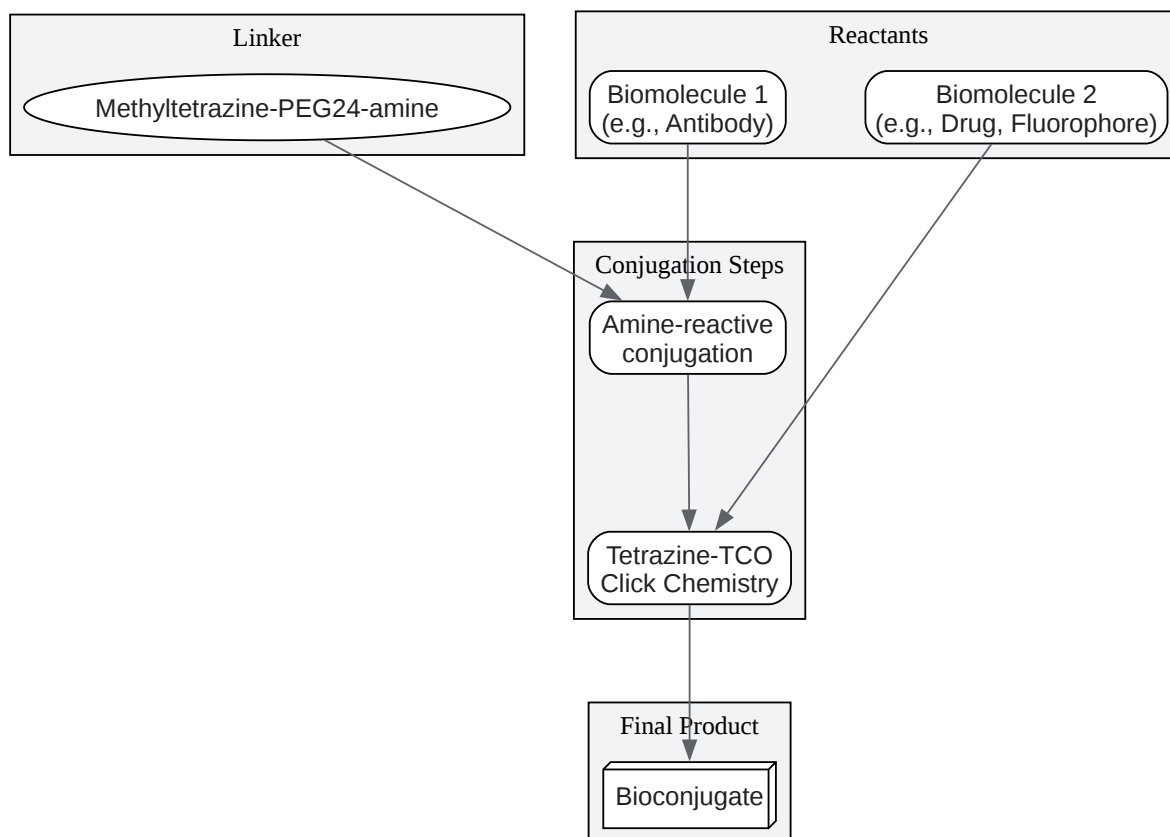 Linker
Methyltetrazine-PEG24-amine
Reactants
Biomolecule 1
(e.g., Antibody)
Biomolecule 2
(e.g., Drug, Fluorophore)
Conjugation Steps
Amine-reactive
conjugation
Tetrazine-TCO
Click Chemistry
Final Product
Bioconjugate